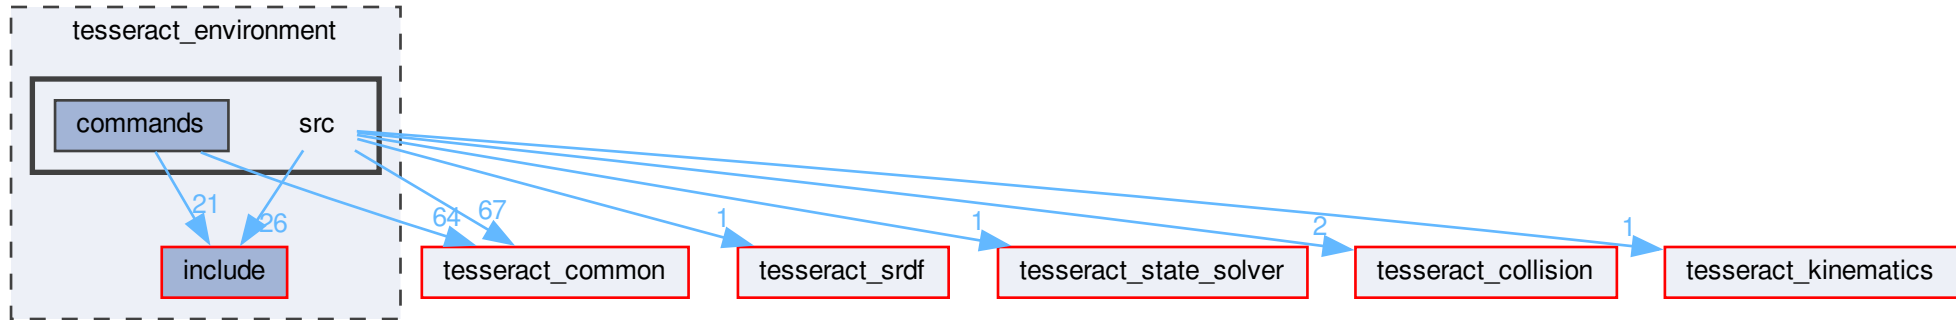 tesseract_environment
commands
src
21
26
64
67
1
1
2
1
include
tesseract_common
tesseract_srdf
tesseract_state_solver
tesseract_collision
tesseract_kinematics